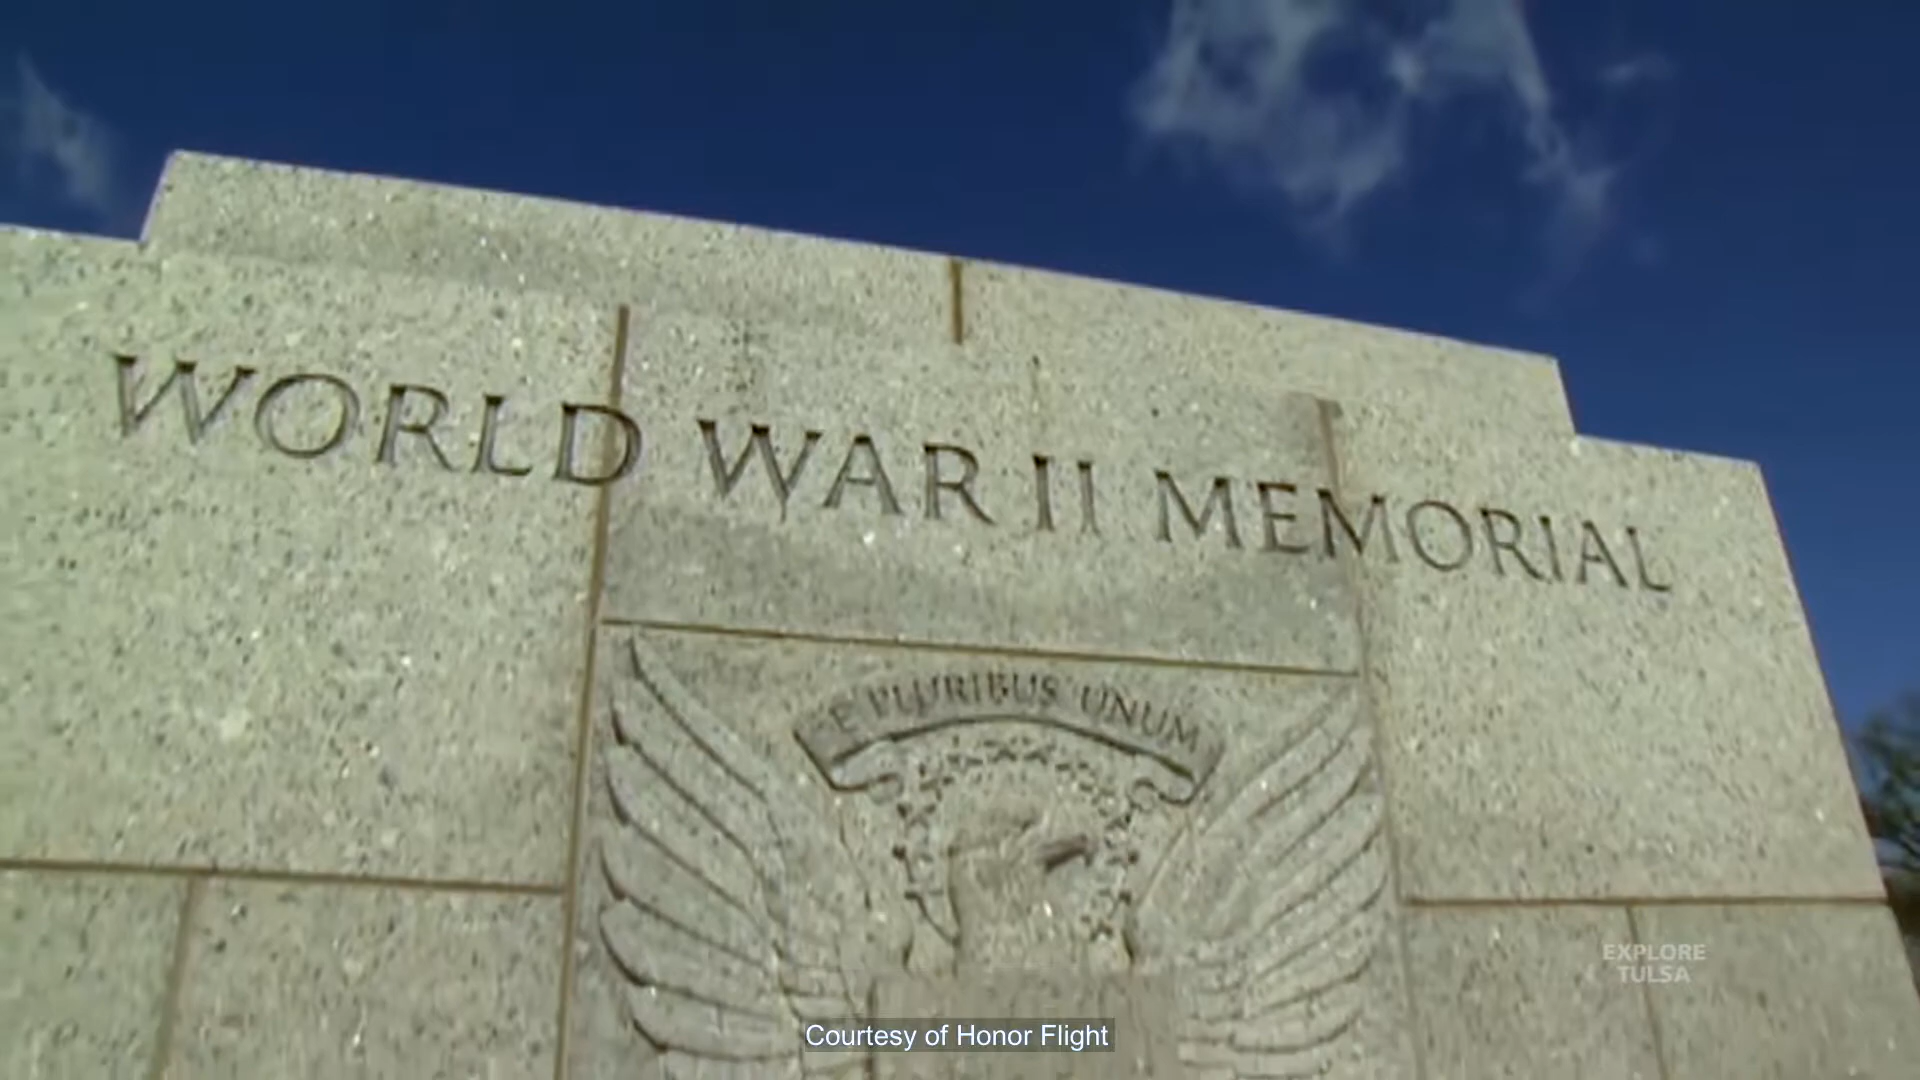 WORLD WAR II MEMORIAL
E PLURIBUS UNUM
EXPLORE
TULSA
Courtesy of Honor Flight